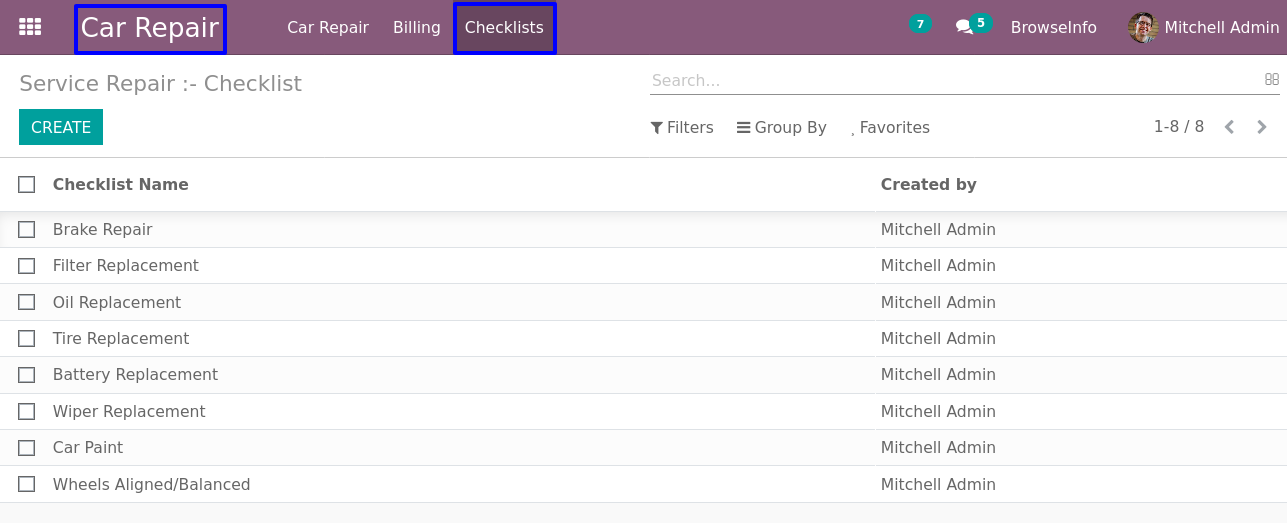 Car Repair Car Repair Billing Checklists 7 5 BrowseInfo Mitchell Admin
Service Repair :- Checklist Search...
CREATE Filters Group By Favorites 1-8 / 8
Checklist Name Created by
Brake Repair Mitchell Admin
Filter Replacement Mitchell Admin
Oil Replacement Mitchell Admin
Tire Replacement Mitchell Admin
Battery Replacement Mitchell Admin
Wiper Replacement Mitchell Admin
Car Paint Mitchell Admin
Wheels Aligned/Balanced Mitchell Admin